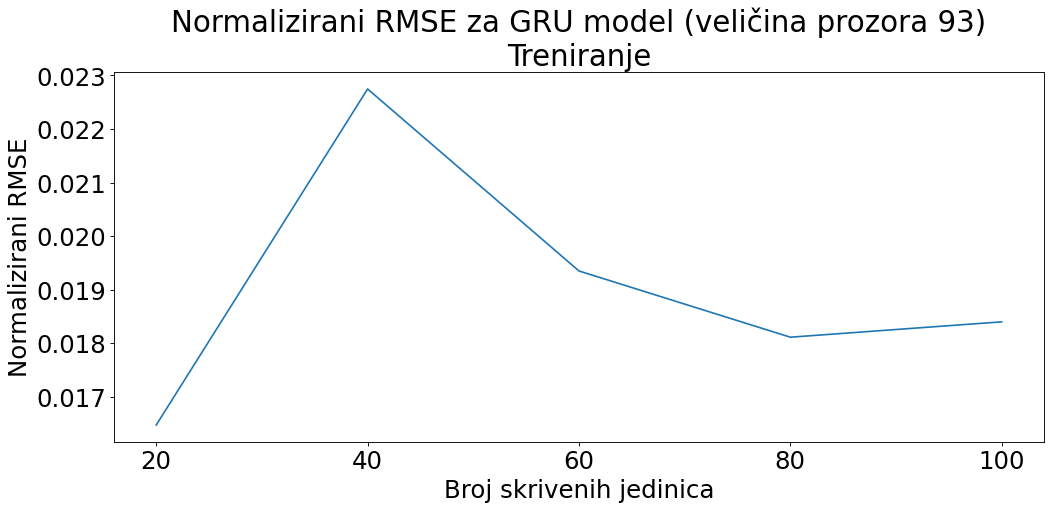 Normalizirani RMSE za GRU model (veličina prozora 93)
Treniranje
0.023
0.022
0.021
0.020
0.019
0.018
0.017
Normalizirani RMSE
20 40 60 80 100
Broj skrivenih jedinica